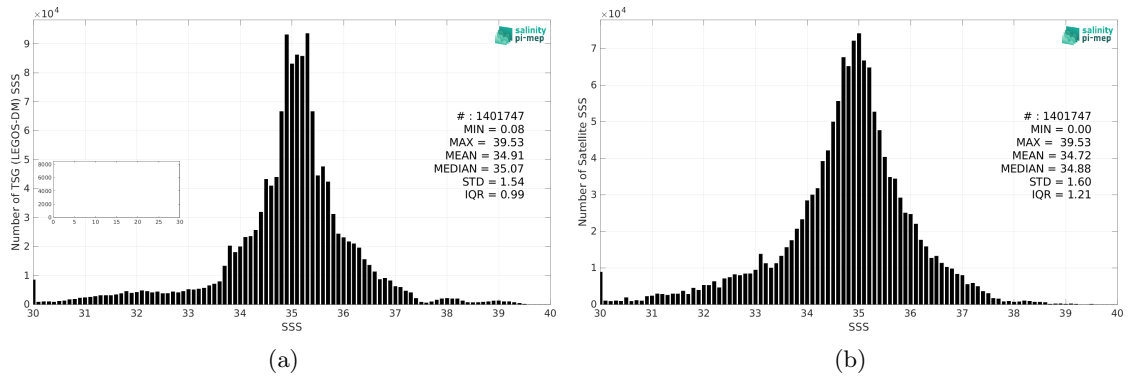 ×10⁴
salinity
pi-mep
Number of TSG (LEGOS-DM) SSS
9
8
7
6
5
4
3
2
1
0
# : 1401747
MIN = 0.08
MAX = 39.53
MEAN = 34.91
MEDIAN = 35.07
STD = 1.54
IQR = 0.99
8000
6000
4000
2000
0
0 5 10 15 20 25 30
30 31 32 33 34 35 36 37 38 39 40
SSS
(a)
×10⁴
salinity
pi-mep
Number of Satellite SSS
7
6
5
4
3
2
1
0
# : 1401747
MIN = 0.00
MAX = 39.53
MEAN = 34.72
MEDIAN = 34.88
STD = 1.60
IQR = 1.21
30 31 32 33 34 35 36 37 38 39 40
SSS
(b)